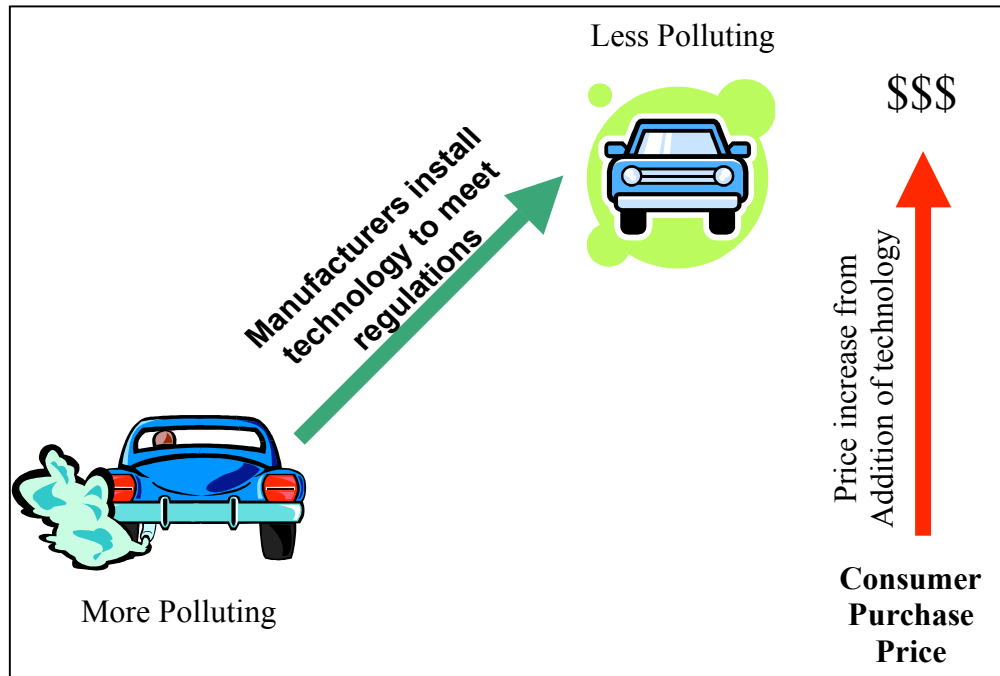 Less Polluting
$$$
Manufacturers install
technology to meet
regulations
Price increase from
Addition of technology
More Polluting
Consumer
Purchase
Price